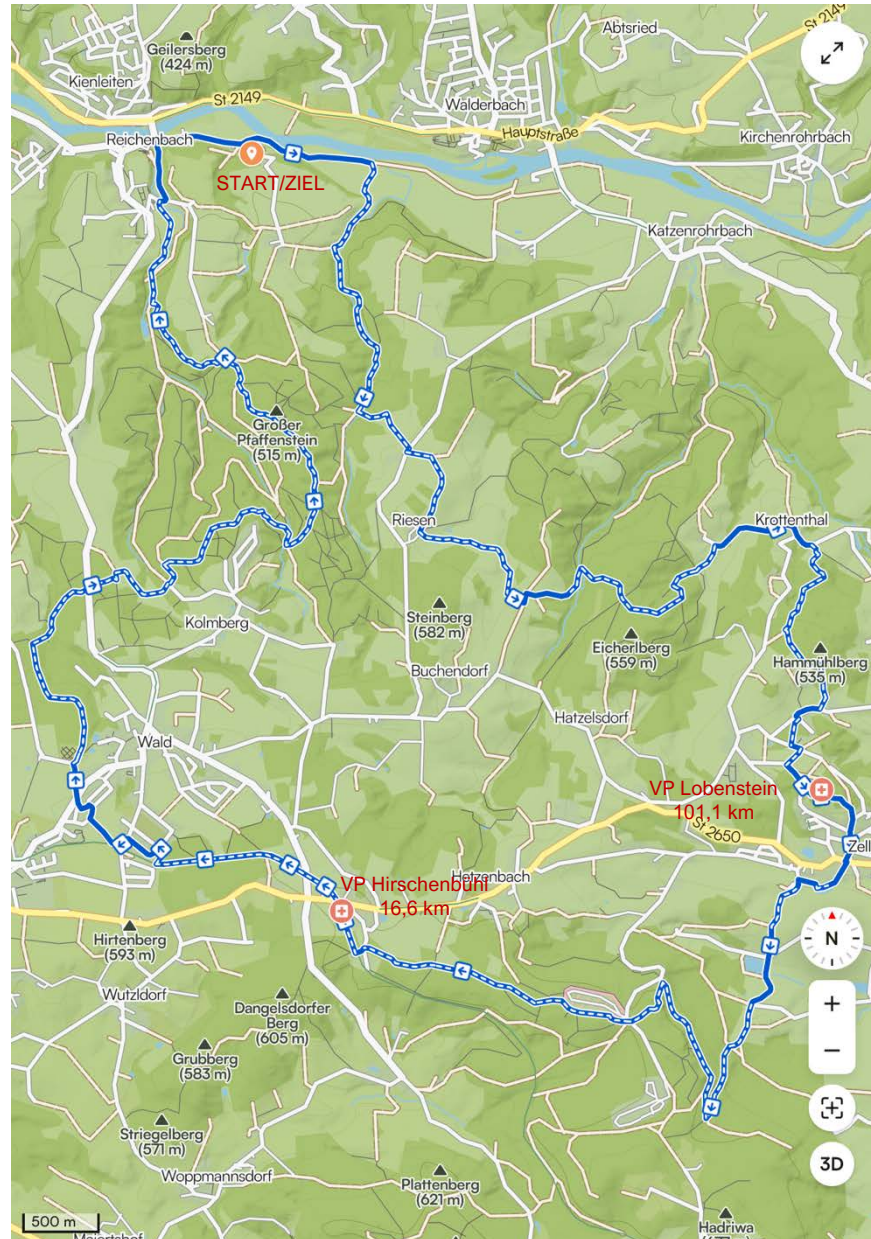 Geilersberg
(424 m)
Kienleiten
Abtsried
St 2149
St 2149
Walderbach
Hauptstraße
Reichenbach
Kirchenrohrbach
START/ZIEL
Katzenrohrbach
Großer
Pfaffenstein
(515 m)
Riesen
Krottenthal
Kolmberg
Steinberg
(582 m)
Eicherlberg
(559 m)
Hammühlberg
(535 m)
Buchendorf
Hatzelsdorf
Wald
VP Lobenstein
101,1 km
St 2650
Zell
VP Hirschenbühl
16,6 km
Hetzenbach
Hirtenberg
(593 m)
N
Wutzldorf
Dangelsdorfer
Berg
(605 m)
+
−
Grubberg
(583 m)
Striegelberg
(571 m)
3D
Woppmannsdorf
Plattenberg
(621 m)
500 m
Hadriwa